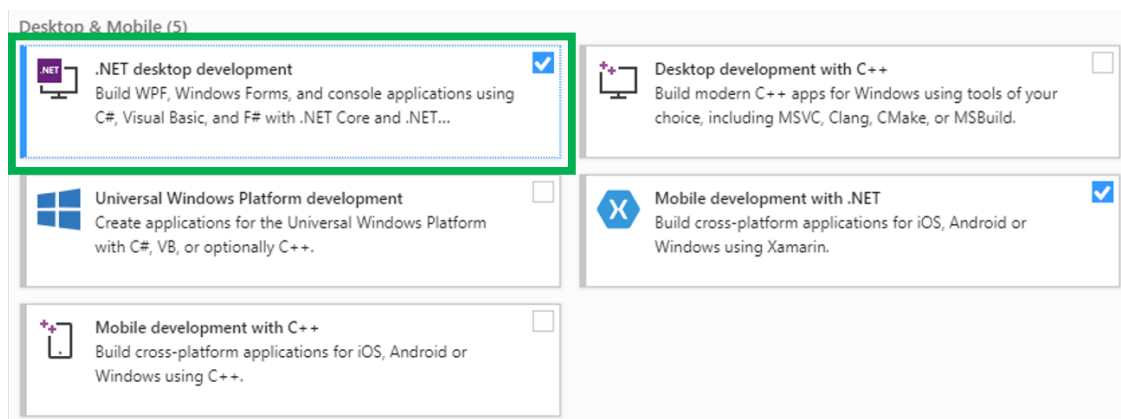 Desktop & Mobile (5)
.NET
.NET desktop development
Build WPF, Windows Forms, and console applications using
C#, Visual Basic, and F# with .NET Core and .NET...
Desktop development with C++
Build modern C++ apps for Windows using tools of your
choice, including MSVC, Clang, CMake, or MSBuild.
Universal Windows Platform development
Create applications for the Universal Windows Platform
with C#, VB, or optionally C++.
Mobile development with .NET
Build cross-platform applications for iOS, Android or
Windows using Xamarin.
Mobile development with C++
Build cross-platform applications for iOS, Android or
Windows using C++.